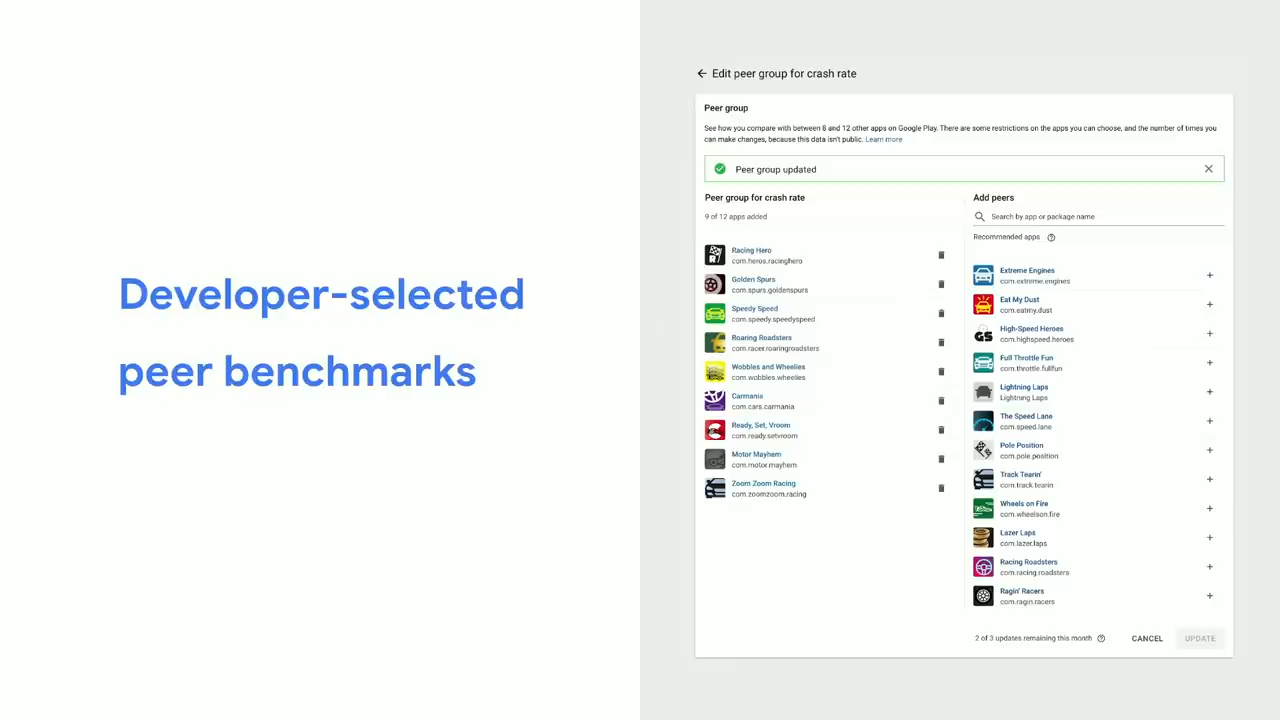 Developer-selected
peer benchmarks
Edit peer group for crash rate
Peer group
See how you compare with between 8 and 12 other apps on Google Play. There are some restrictions on the apps you can choose, and the number of times you
can make changes, because this data isn't public. Learn more
Peer group updated
Peer group for crash rate
9 of 12 apps added
Racing Hero
com.heros.racinghero
Golden Spurs
com.spurs.goldenspurs
Speedy Speed
com.speedy.speedyspeed
Roaring Roadsters
com.racer.roaringroadsters
Wobbles and Wheelies
com.wobbles.wheelies
Carmania
com.cars.carmania
Ready, Set, Vroom
com.ready.setvroom
Motor Mayhem
com.motor.mayhem
Zoom Zoom Racing
com.zoomzoom.racing
Add peers
Search by app or package name
Recommended apps
Extreme Engines
com.extreme.engines
Eat My Dust
com.eatmy.dust
High-Speed Heroes
com.highspeed.heroes
GS
Full Throttle Fun
com.throttle.fullfun
Lightning Laps
Lightning Laps
The Speed Lane
com.speed.lane
Pole Position
com.pole.position
Track Tearin'
com.track.tearin
Wheels on Fire
com.wheelson.fire
Lazer Laps
com.lazer.laps
Racing Roadsters
com.racing.roadsters
Ragin' Racers
com.ragin.racers
2 of 3 updates remaining this month
CANCEL
UPDATE